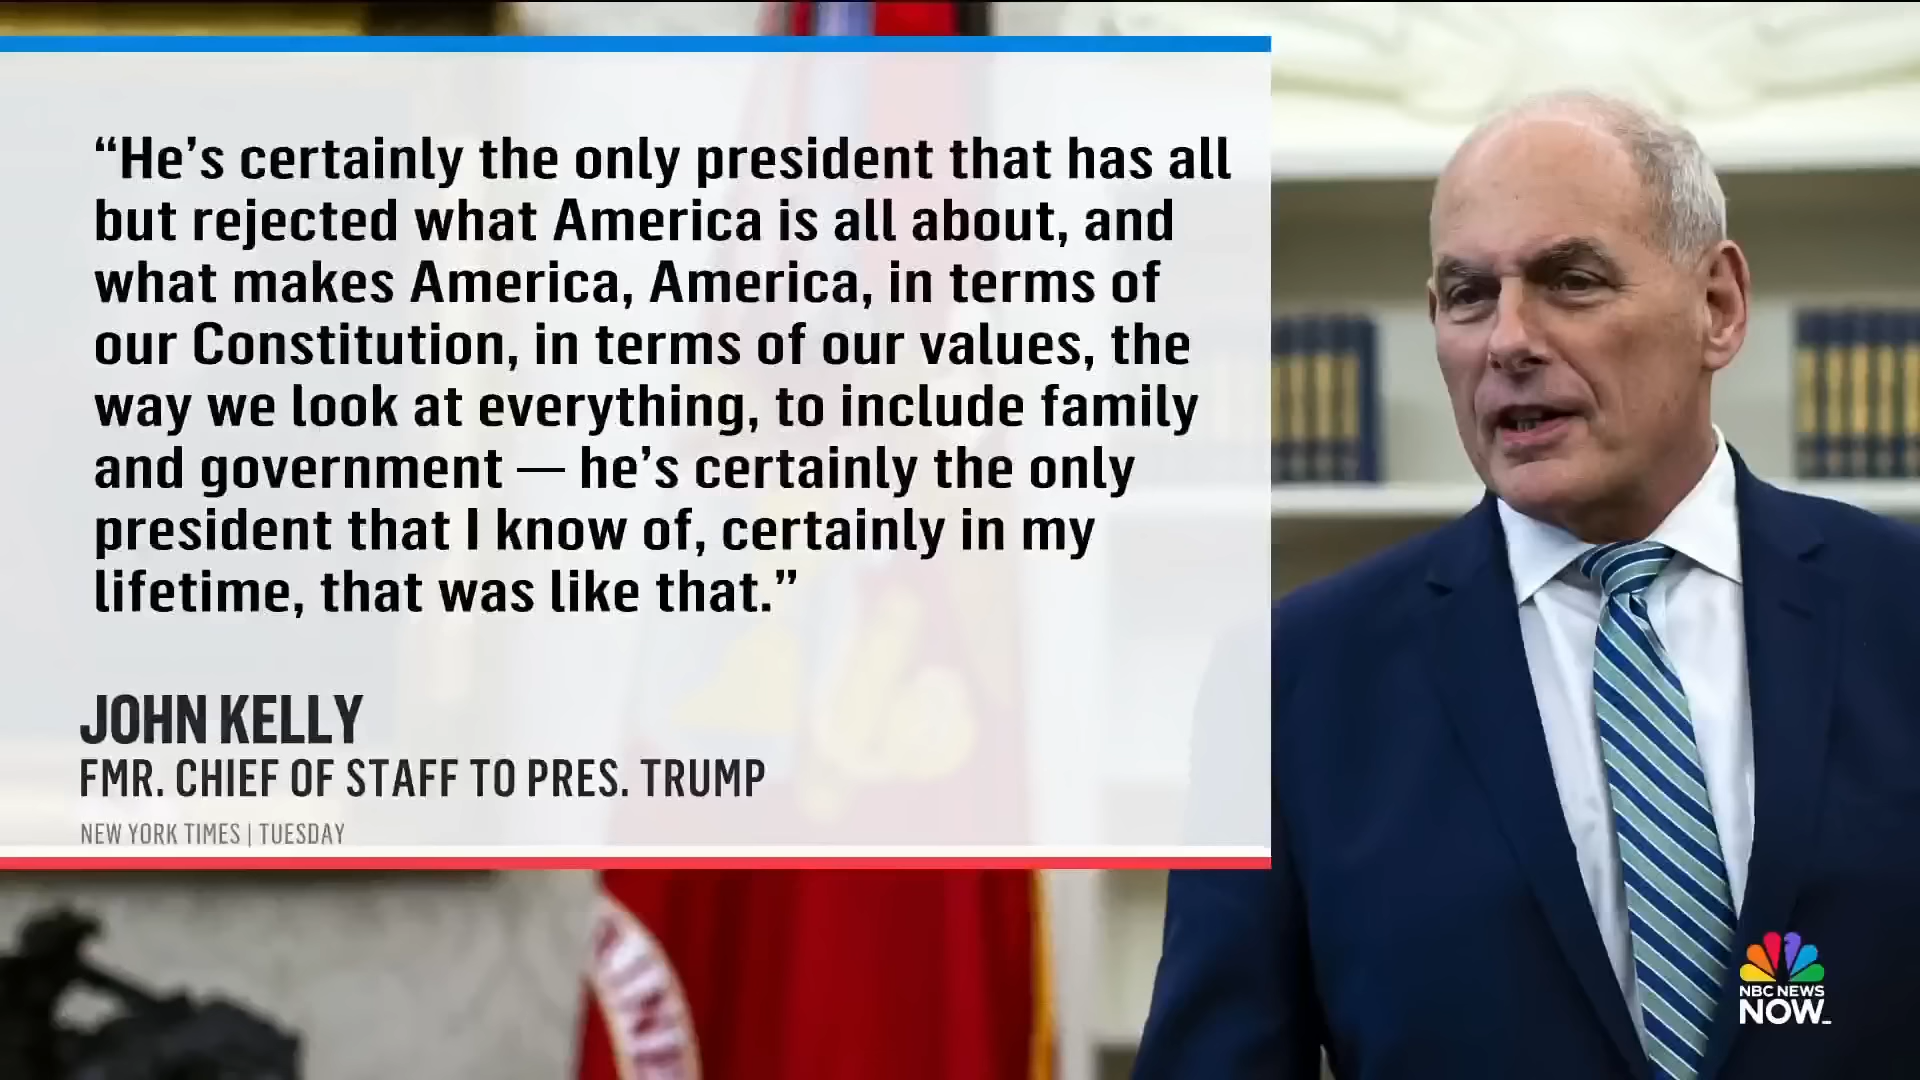 “He’s certainly the only president that has all
but rejected what America is all about, and
what makes America, America, in terms of
our Constitution, in terms of our values, the
way we look at everything, to include family
and government — he’s certainly the only
president that I know of, certainly in my
lifetime, that was like that.”
JOHN KELLY
FMR. CHIEF OF STAFF TO PRES. TRUMP
NEW YORK TIMES | TUESDAY
NBC NEWS
NOW_